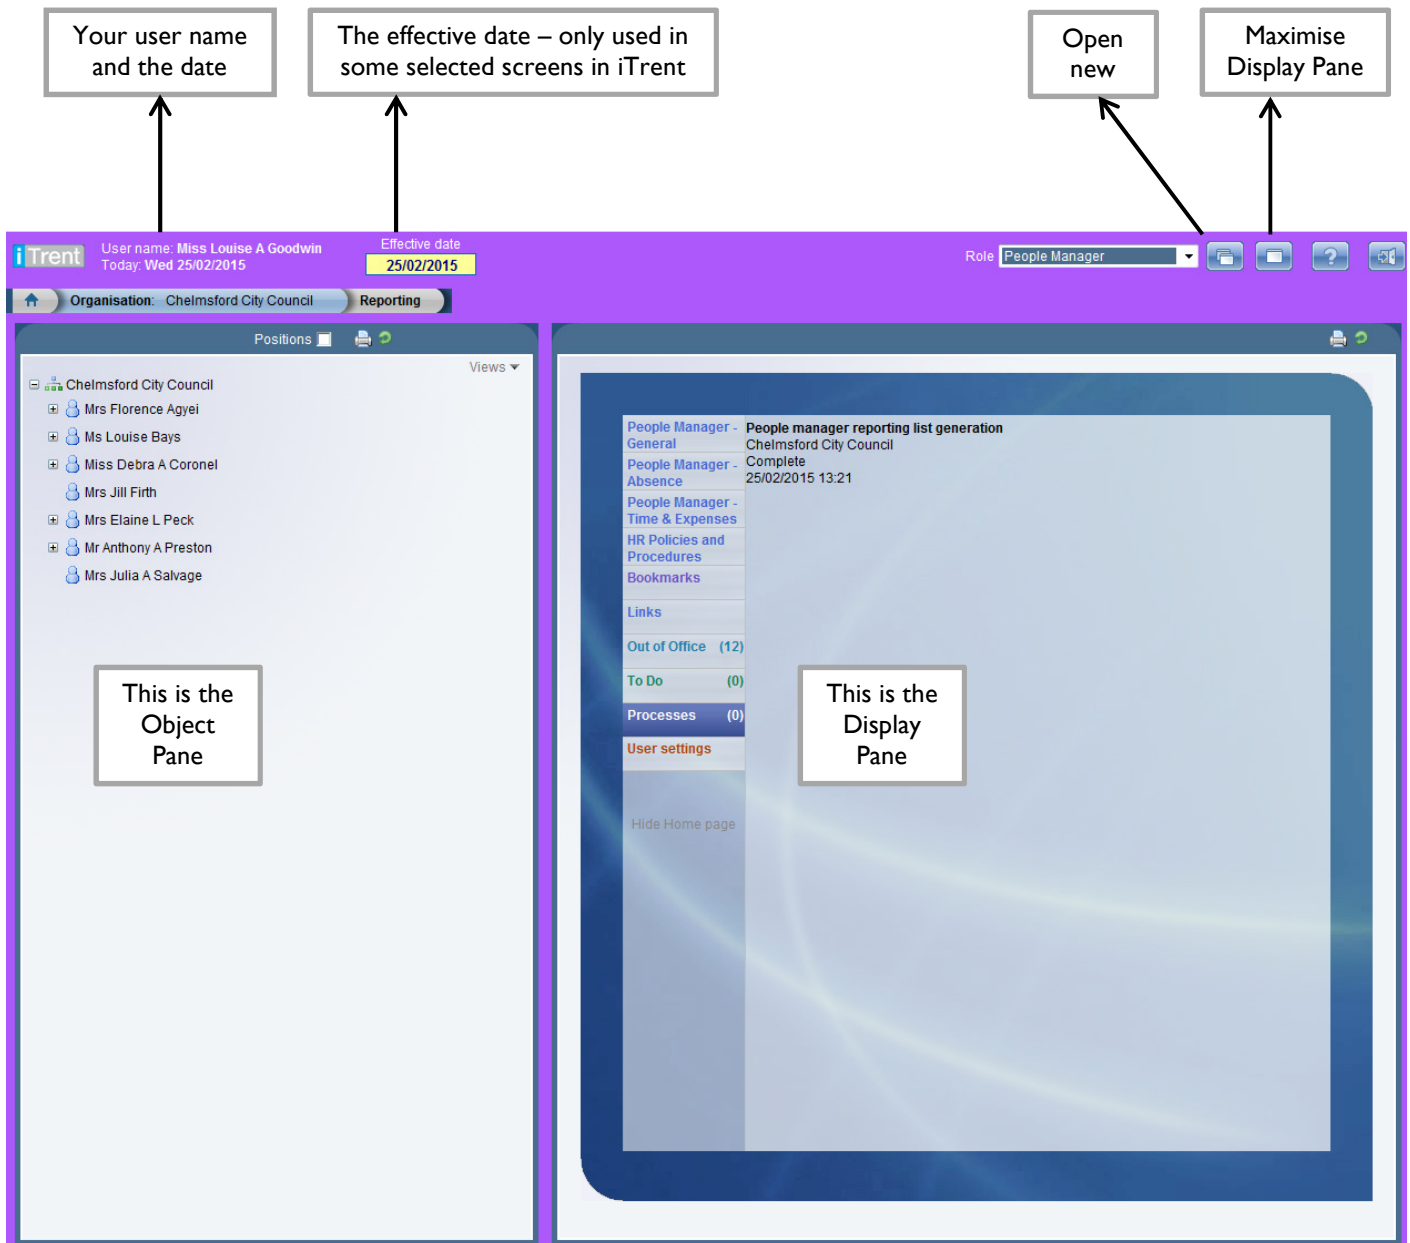 Your user name
and the date
The effective date – only used in
some selected screens in iTrent
Open
new
Maximise
Display Pane
iTrent
User name: Miss Louise A Goodwin
Today: Wed 25/02/2015
Effective date
25/02/2015
Role People Manager
?
Organisation: Chelmsford City Council
Reporting
Positions
Views
Chelmsford City Council
Mrs Florence Agyei
Ms Louise Bays
Miss Debra A Coronel
Mrs Jill Firth
Mrs Elaine L Peck
Mr Anthony A Preston
Mrs Julia A Salvage
This is the
Object
Pane
People Manager -
General
People Manager -
Absence
People Manager -
Time & Expenses
HR Policies and
Procedures
Bookmarks
Links
Out of Office (12)
To Do (0)
Processes (0)
User settings
Hide Home page
People manager reporting list generation
Chelmsford City Council
Complete
25/02/2015 13:21
This is the
Display
Pane